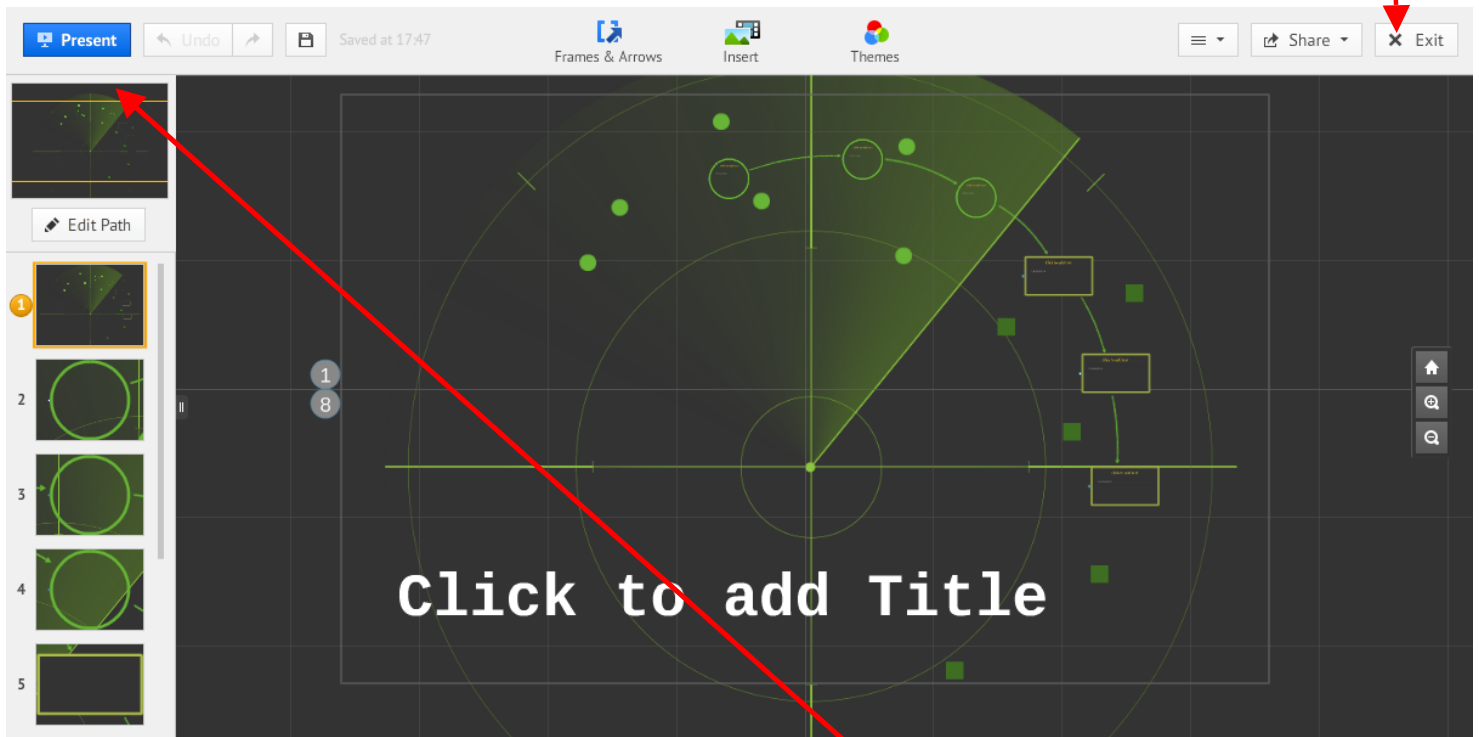 Present
Undo
Saved at 17:47
Frames & Arrows
Insert
Themes
Share
Exit
Edit Path
1
2
3
4
5
1
8
Click to add Title